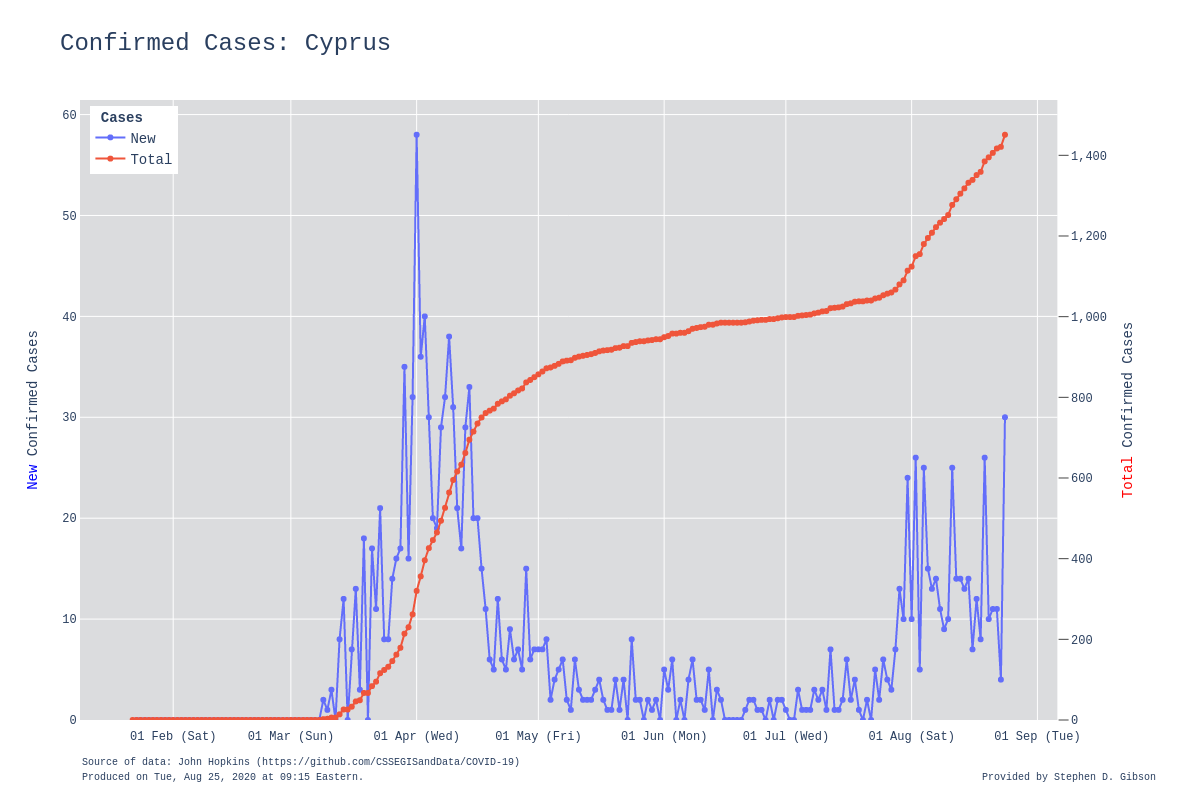 Confirmed Cases: Cyprus
Cases
New
Total
60
50
40
30
20
10
0
1,400
1,200
1,000
800
600
400
200
0
New Confirmed Cases
Total Confirmed Cases
01 Feb (Sat)
01 Mar (Sun)
01 Apr (Wed)
01 May (Fri)
01 Jun (Mon)
01 Jul (Wed)
01 Aug (Sat)
01 Sep (Tue)
Source of data: John Hopkins (https://github.com/CSSEGISandData/COVID-19)
Produced on Tue, Aug 25, 2020 at 09:15 Eastern.
Provided by Stephen D. Gibson